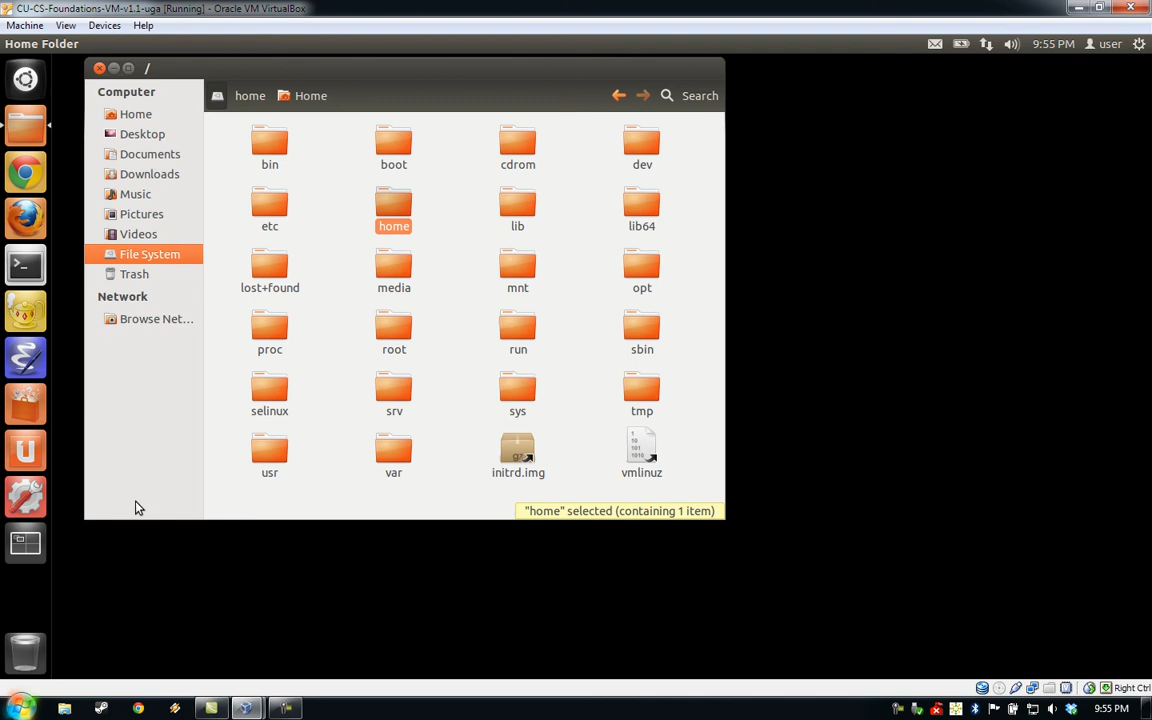 CU-CS-Foundations-VM-v1.1-uga [Running] - Oracle VM VirtualBox
Machine View Devices Help
Home Folder
9:55 PM user
/
Computer
Home
Desktop
Documents
Downloads
Music
Pictures
Videos
File System
Trash
Network
Browse Net...
home Home Search
bin boot cdrom dev
etc home lib lib64
lost+found media mnt opt
proc root run sbin
selinux srv sys tmp
usr var initrd.img vmlinuz
"home" selected (containing 1 item)
Right Ctrl
9:55 PM